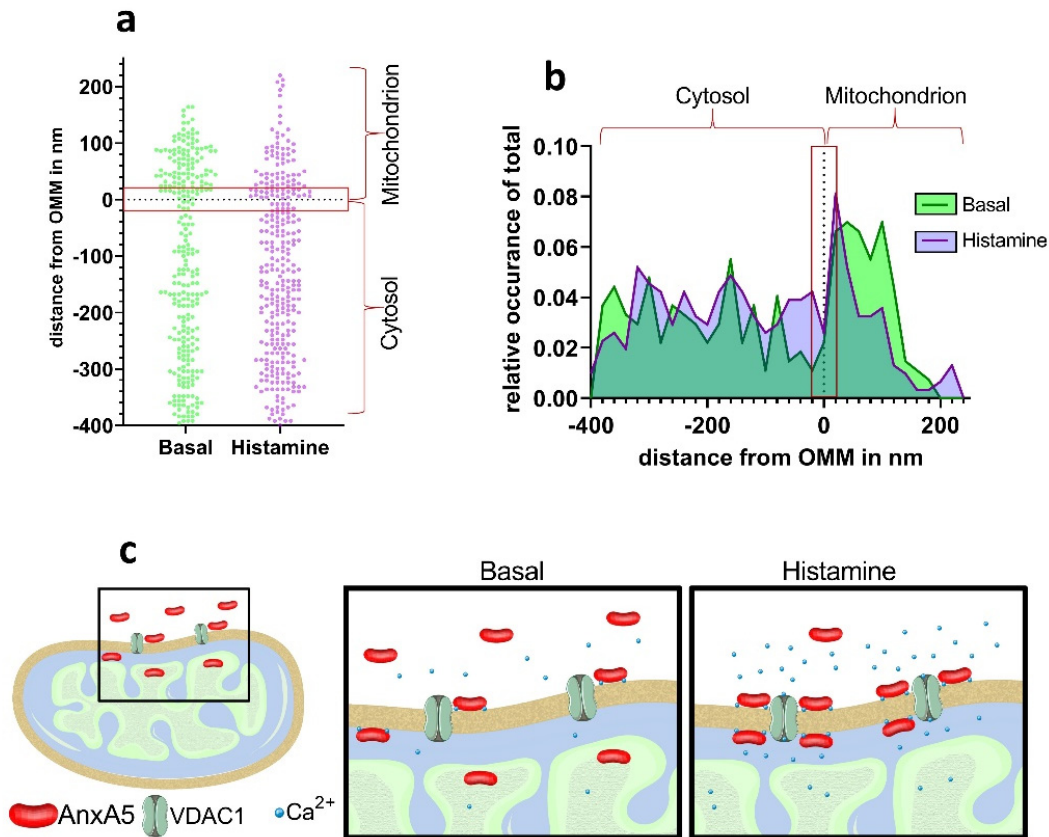 a
distance from OMM in nm
200
100
0
-100
-200
-300
-400
Basal
Histamine
Mitochondrion
Cytosol
b
Cytosol
Mitochondrion
relative occurance of total
0.10
0.08
0.06
0.04
0.02
0.00
-400
-200
0
200
distance from OMM in nm
Basal
Histamine
c
Basal
Histamine
AnxA5
VDAC1
Ca²⁺